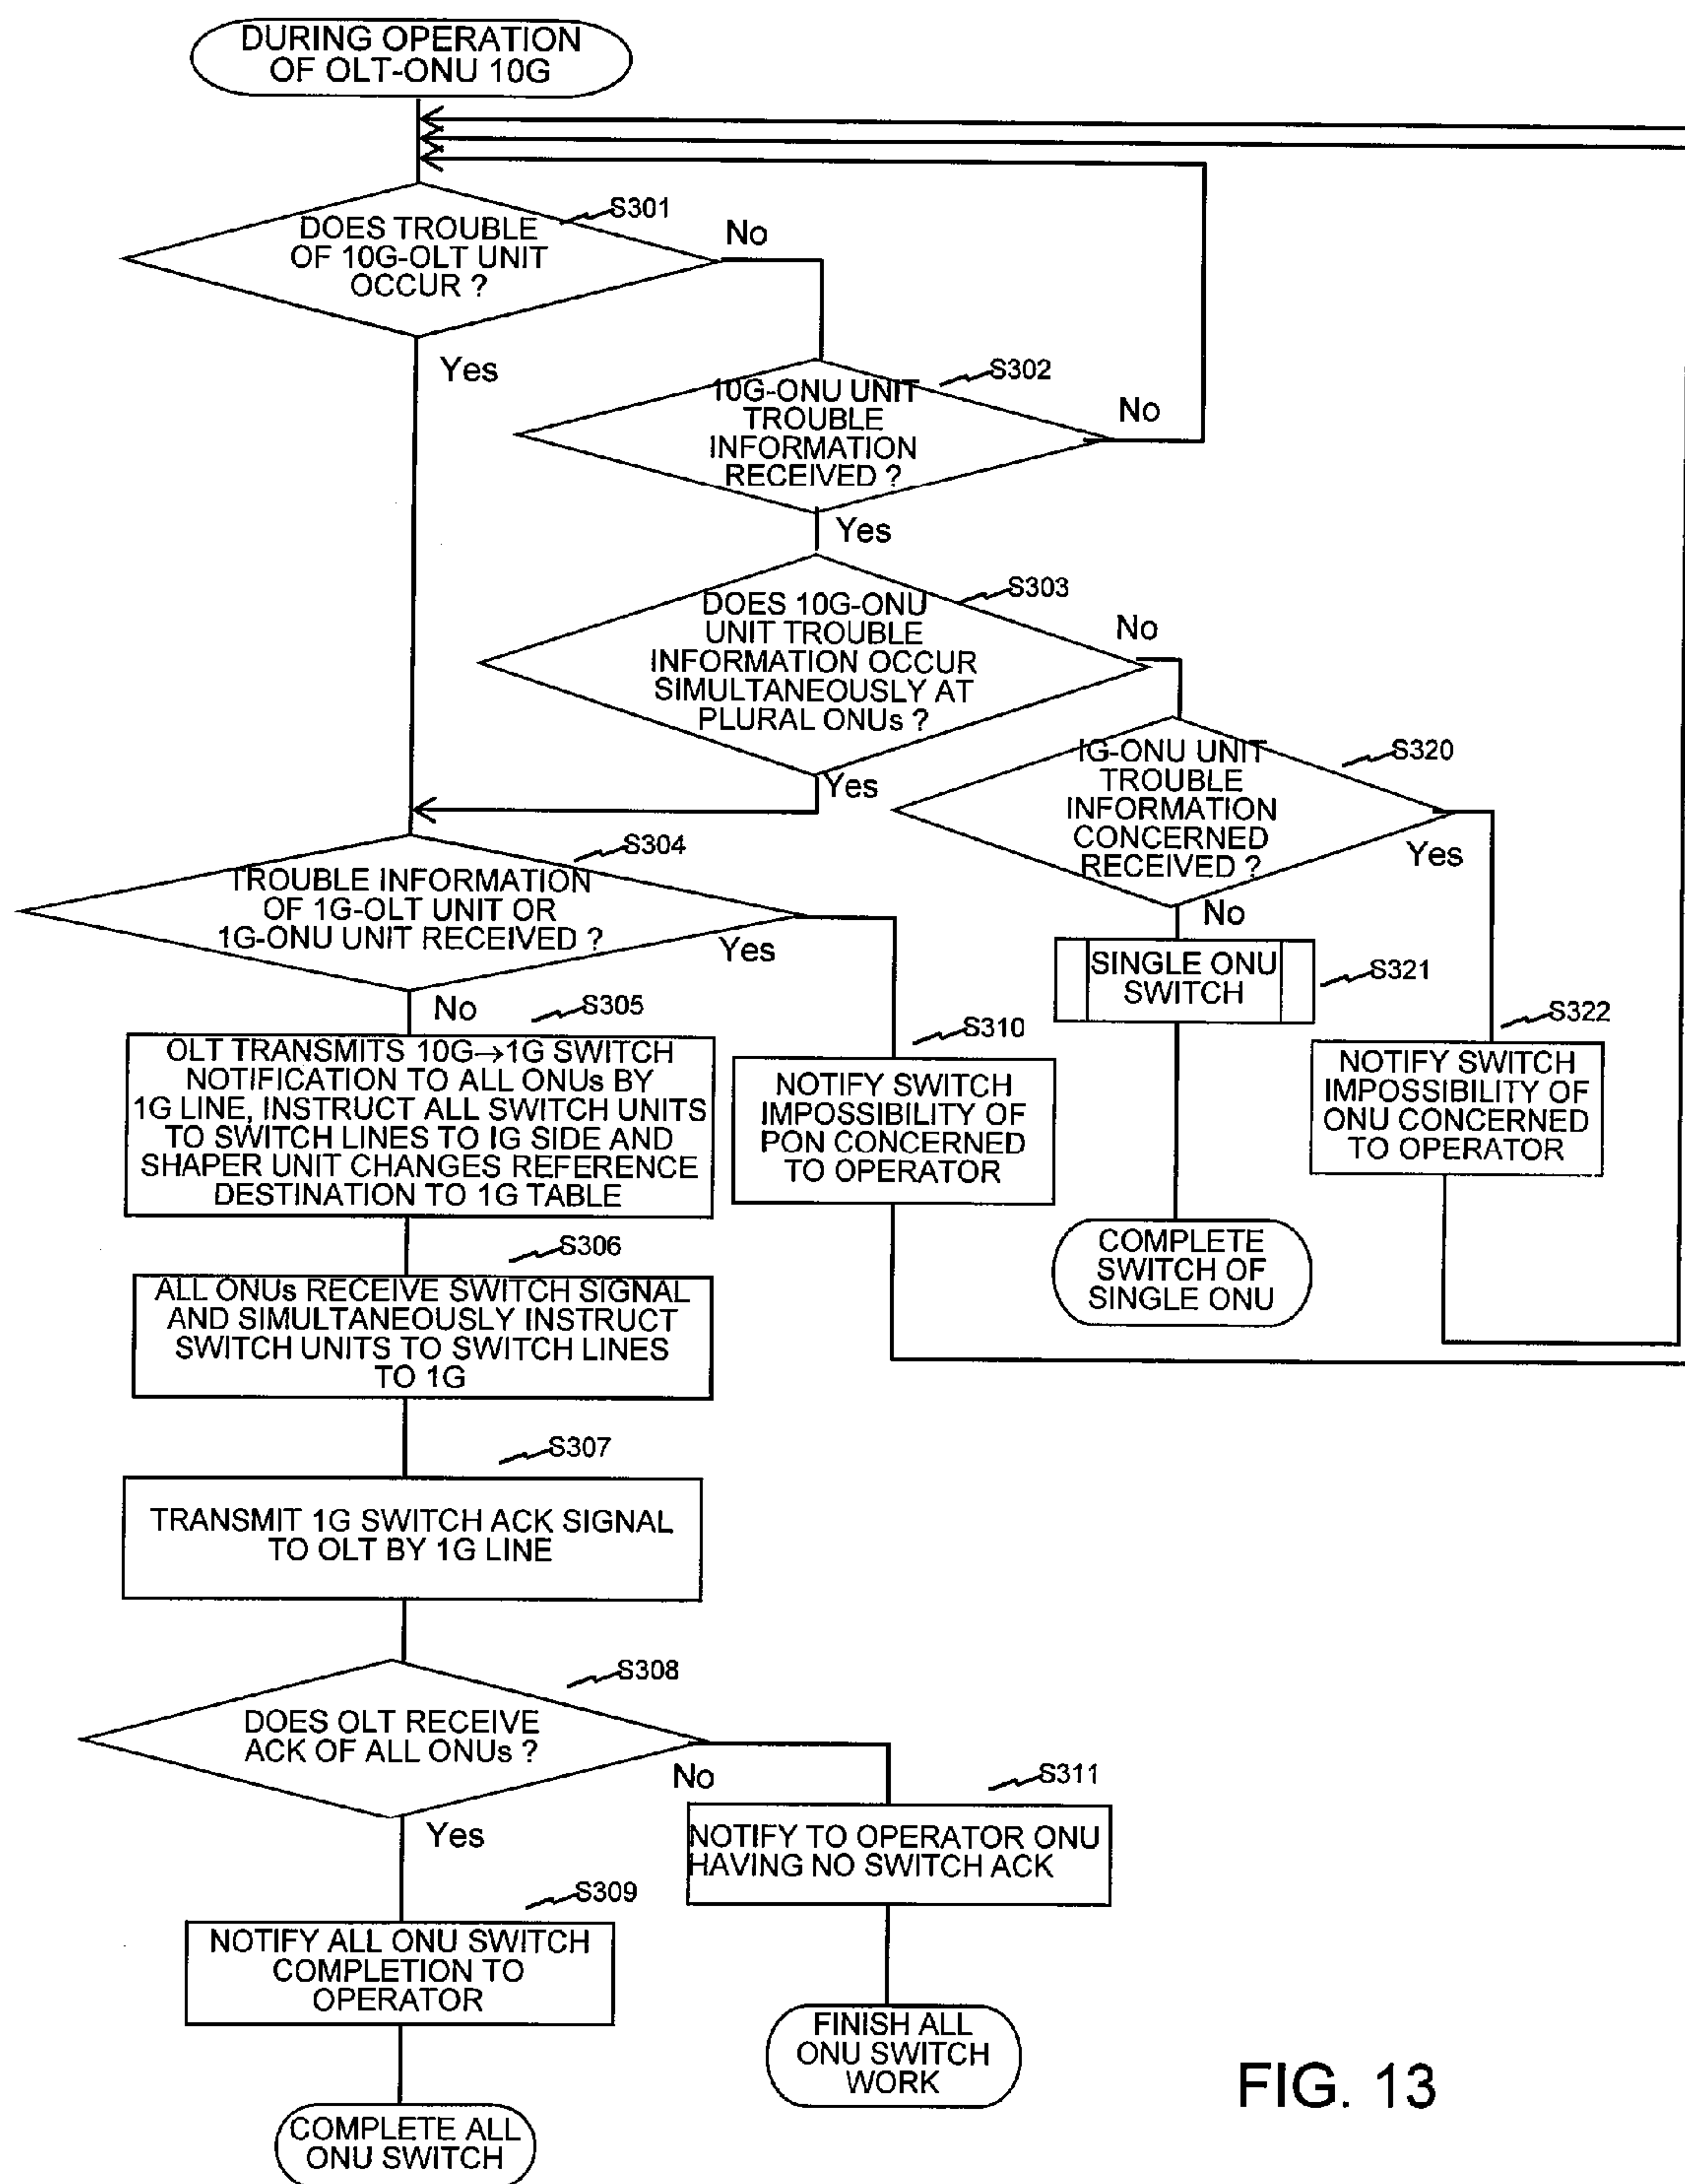 DURING OPERATION
OF OLT-ONU 10G
S301
DOES TROUBLE
OF 10G-OLT UNIT
OCCUR ?
No
Yes
S302
10G-ONU UNIT
TROUBLE
INFORMATION
RECEIVED ?
No
Yes
S303
DOES 10G-ONU
UNIT TROUBLE
INFORMATION OCCUR
SIMULTANEOUSLY AT
PLURAL ONUs ?
No
Yes
S320
IG-ONU UNIT
TROUBLE
INFORMATION
CONCERNED
RECEIVED ?
Yes
No
S304
TROUBLE INFORMATION
OF 1G-OLT UNIT OR
1G-ONU UNIT RECEIVED ?
Yes
No
SINGLE ONU
SWITCH
S321
S305
OLT TRANSMITS 10G→1G SWITCH
NOTIFICATION TO ALL ONUs BY
1G LINE, INSTRUCT ALL SWITCH UNITS
TO SWITCH LINES TO IG SIDE AND
SHAPER UNIT CHANGES REFERENCE
DESTINATION TO 1G TABLE
S310
NOTIFY SWITCH
IMPOSSIBILITY OF
PON CONCERNED
TO OPERATOR
S322
NOTIFY SWITCH
IMPOSSIBILITY OF
ONU CONCERNED
TO OPERATOR
COMPLETE
SWITCH OF
SINGLE ONU
S306
ALL ONUs RECEIVE SWITCH SIGNAL
AND SIMULTANEOUSLY INSTRUCT
SWITCH UNITS TO SWITCH LINES
TO 1G
S307
TRANSMIT 1G SWITCH ACK SIGNAL
TO OLT BY 1G LINE
S308
DOES OLT RECEIVE
ACK OF ALL ONUs ?
No
Yes
S311
NOTIFY TO OPERATOR ONU
HAVING NO SWITCH ACK
S309
NOTIFY ALL ONU SWITCH
COMPLETION TO
OPERATOR
FINISH ALL
ONU SWITCH
WORK
COMPLETE ALL
ONU SWITCH
FIG. 13